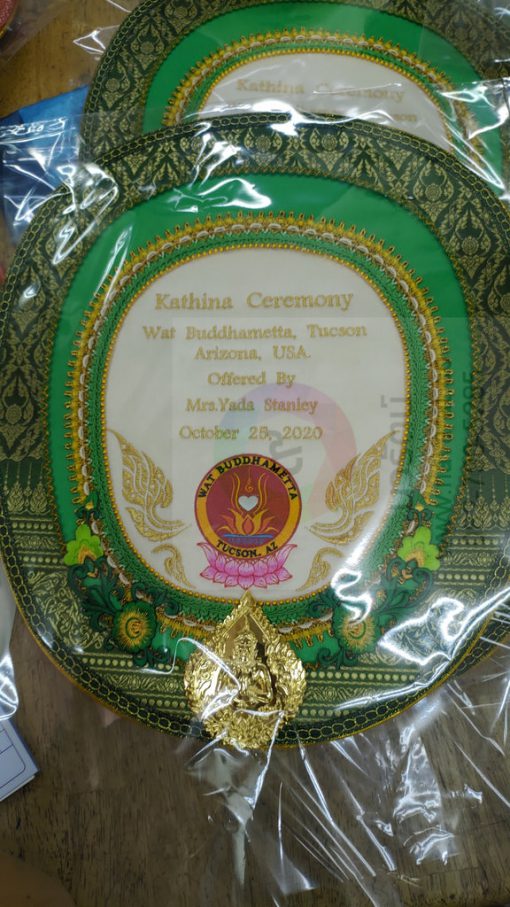 Kathina Ceremony
Kathina Ceremony
Wat Buddhametta, Tucson
Arizona, USA.
Offered By
Mrs.Yada Stanley
October 25, 2020
WAT BUDDHAMETTA
TUCSON, AZ